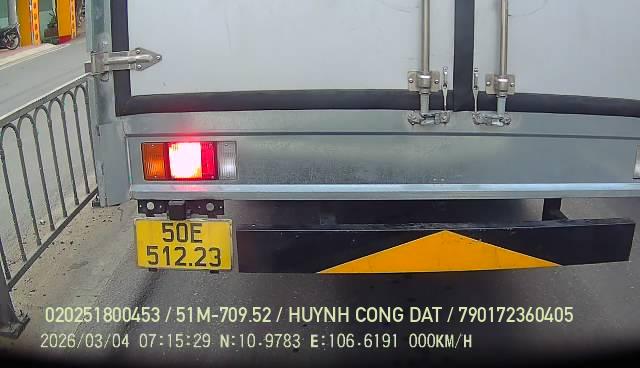 50E
512.23
020251800453 / 51M-709.52 / HUYNH CONG DAT / 790172360405
2026/03/04 07:15:29 N:10.9783 E:106.6191 000KM/H